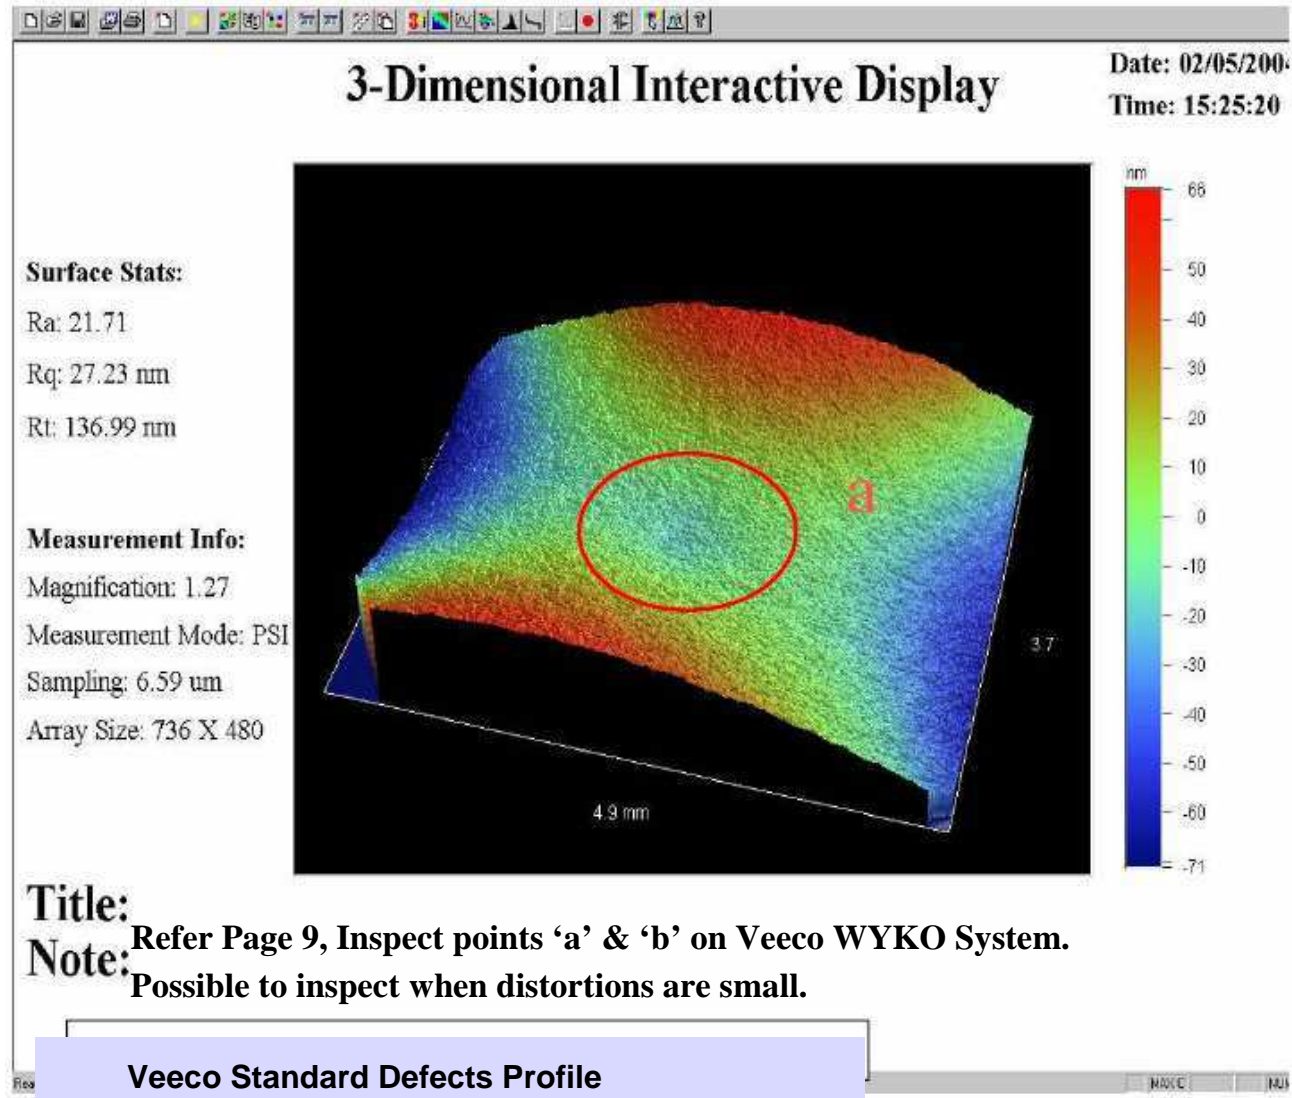 3-Dimensional Interactive Display
Date: 02/05/200
Time: 15:25:20
Surface Stats:
Ra: 21.71
Rq: 27.23 nm
Rt: 136.99 nm
Measurement Info:
Magnification: 1.27
Measurement Mode: PSI
Sampling: 6.59 um
Array Size: 736 X 480
a
3.7
4.9 mm
nm
66
50
40
30
20
10
0
-10
-20
-30
-40
-50
-60
-71
Title:
Note:
Refer Page 9, Inspect points ‘a’ & ‘b’ on Veeco WYKO System.
Possible to inspect when distortions are small.
Veeco Standard Defects Profile